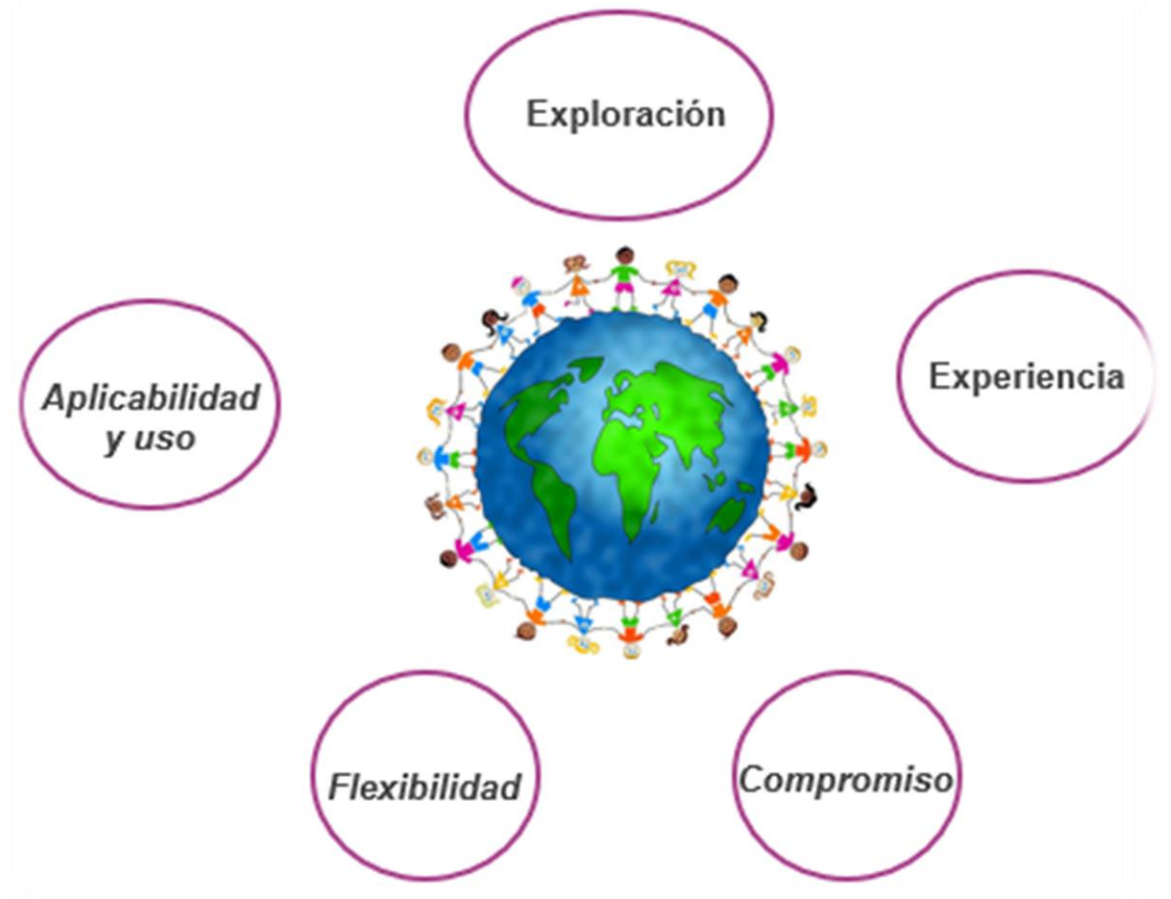 Exploración
Experiencia
Aplicabilidad
y uso
Flexibilidad
Compromiso